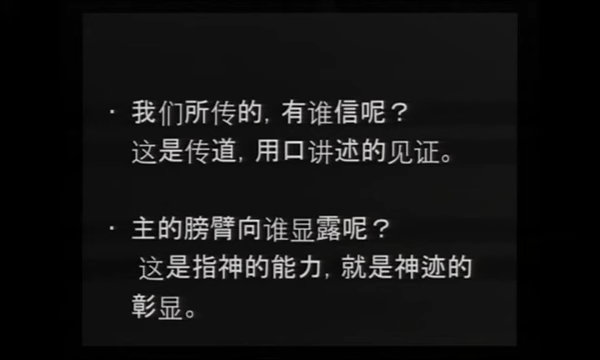 · 我们所传的，有谁信呢？
这是传道，用口讲述的见证。
· 主的膀臂向谁显露呢？
这是指神的能力，就是神迹的
彰显。